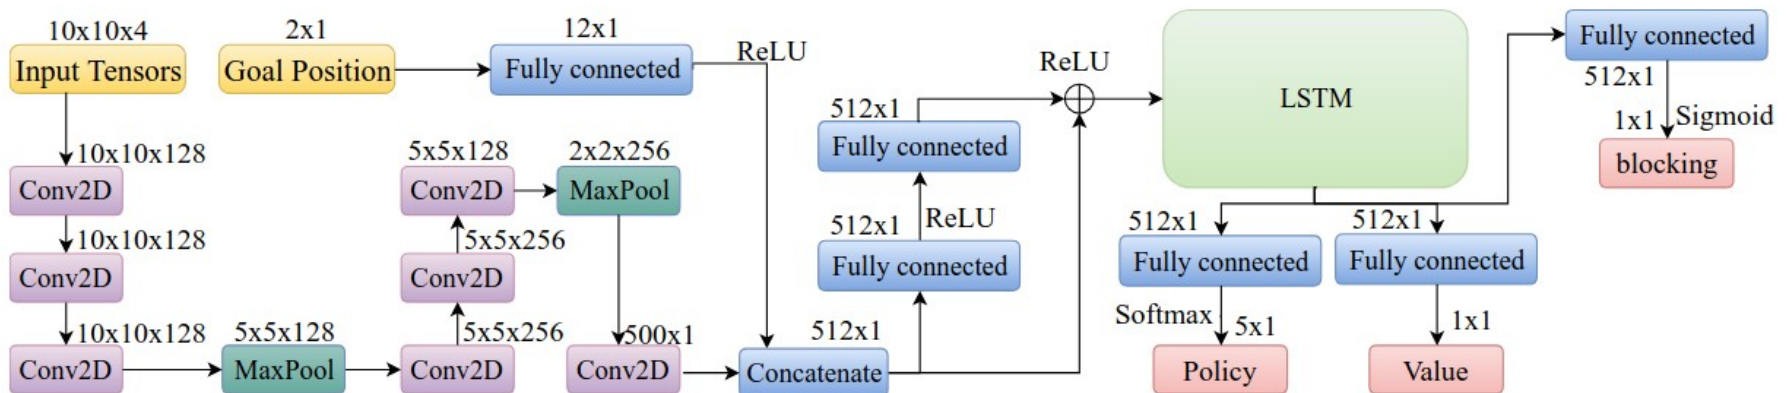 10x10x4
Input Tensors
2x1
Goal Position
12x1
Fully connected
ReLU
10x10x128
Conv2D
10x10x128
Conv2D
10x10x128
Conv2D
5x5x128
MaxPool
5x5x256
Conv2D
5x5x256
Conv2D
5x5x128
Conv2D
2x2x256
MaxPool
500x1
Conv2D
512x1
Concatenate
512x1
Fully connected
ReLU
512x1
Fully connected
ReLU
LSTM
512x1
Fully connected
Softmax
5x1
Policy
512x1
Fully connected
1x1
Value
Fully connected
512x1
1x1
Sigmoid
blocking